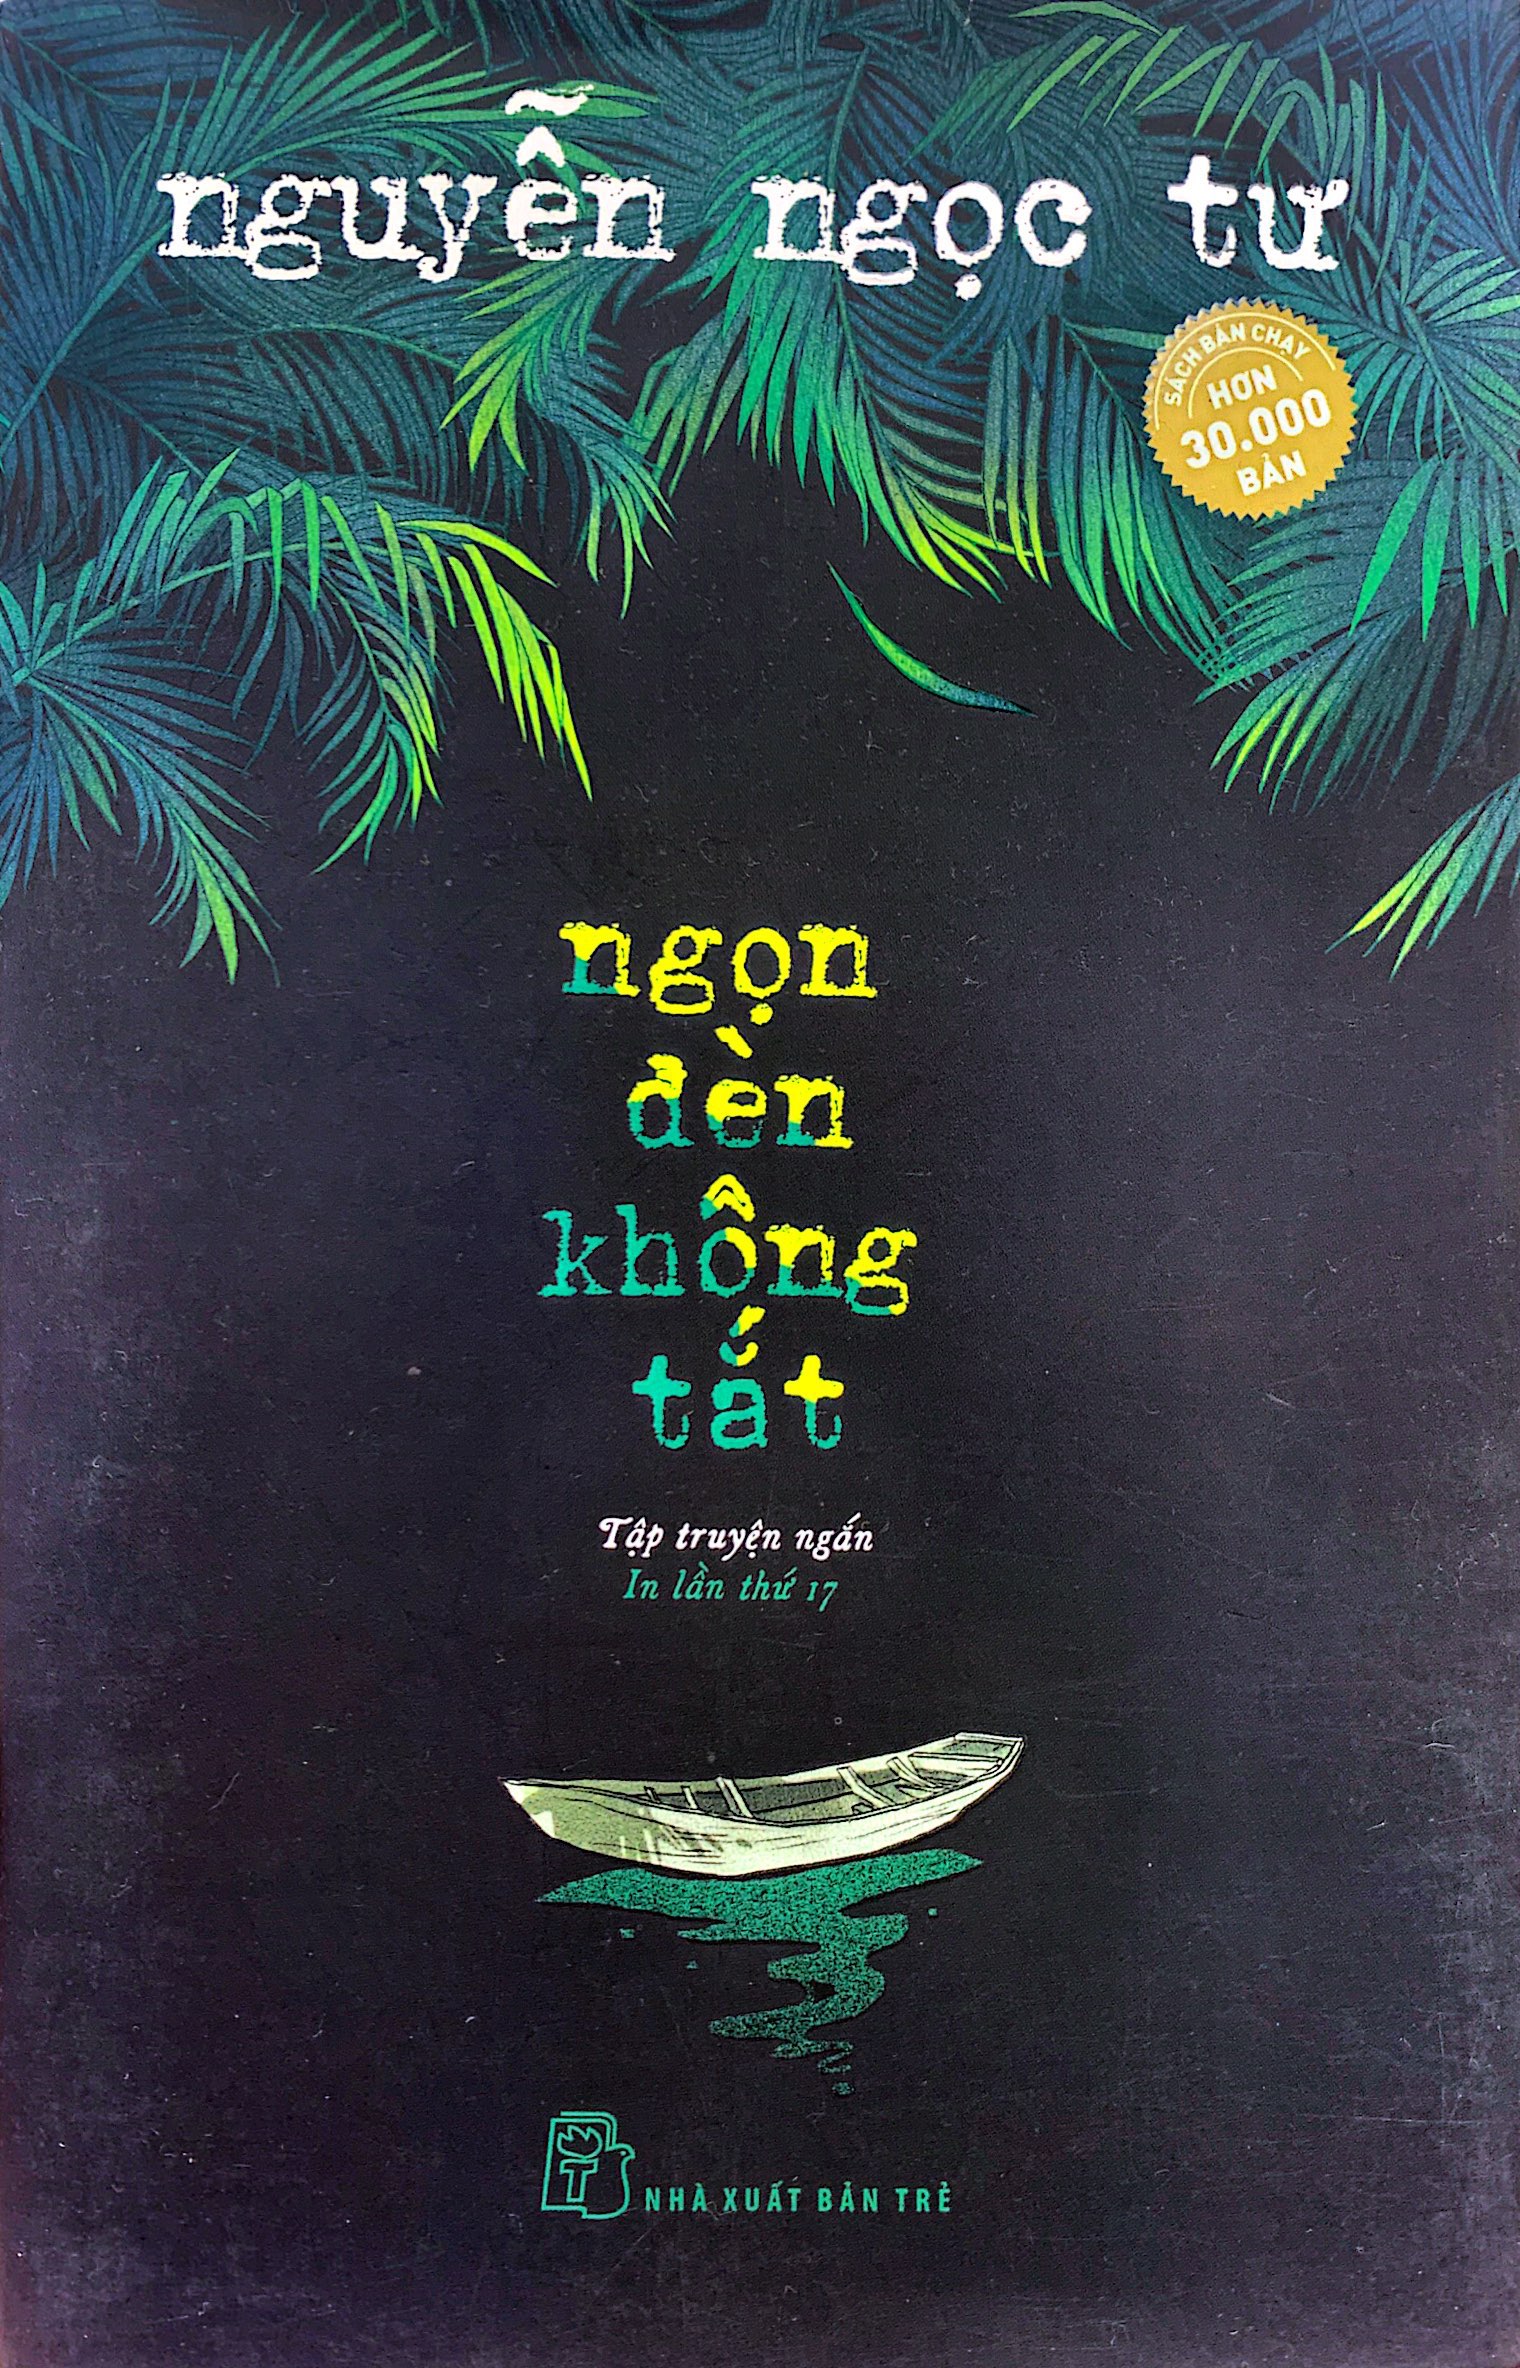 nguyễn ngọc tư
SÁCH BÁN CHẠY
HƠN
30.000
BẢN
ngọn
đèn
không
tắt
Tập truyện ngắn
In lần thứ 17
NHÀ XUẤT BẢN TRẺ